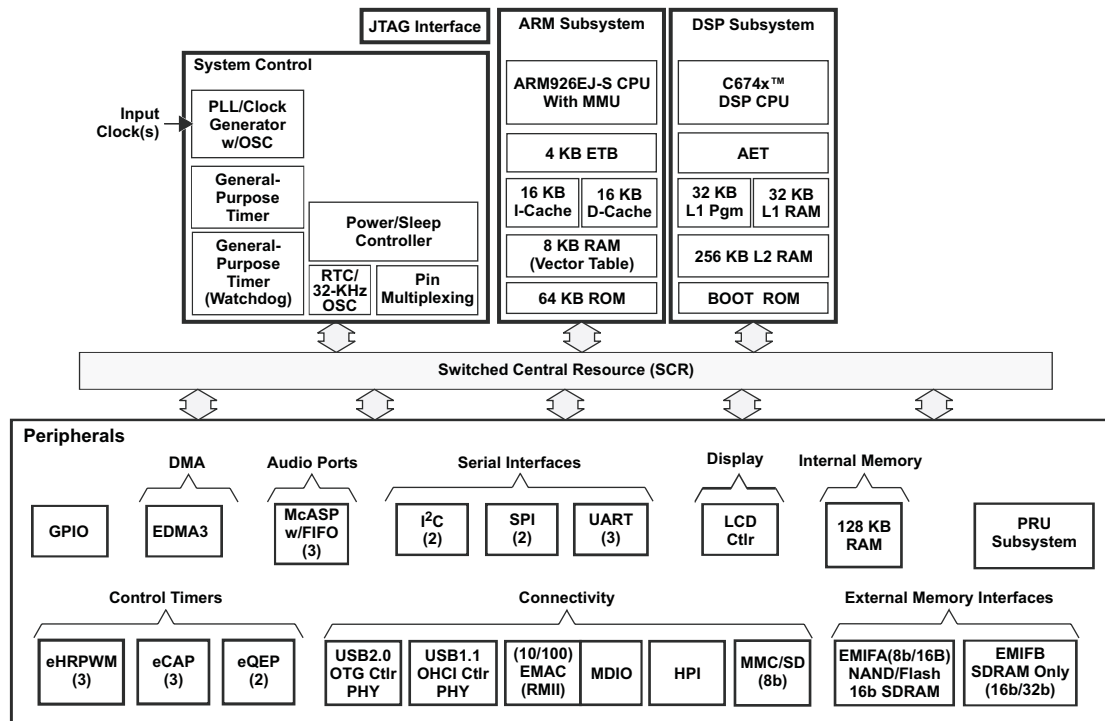 JTAG Interface
ARM Subsystem
DSP Subsystem
System Control
Input
Clock(s)
PLL/Clock
Generator
w/OSC
General-
Purpose
Timer
General-
Purpose
Timer
(Watchdog)
Power/Sleep
Controller
RTC/
32-KHz
OSC
Pin
Multiplexing
ARM926EJ-S CPU
With MMU
4 KB ETB
16 KB
I-Cache
16 KB
D-Cache
8 KB RAM
(Vector Table)
64 KB ROM
C674x™
DSP CPU
AET
32 KB
L1 Pgm
32 KB
L1 RAM
256 KB L2 RAM
BOOT ROM
Switched Central Resource (SCR)
Peripherals
DMA
Audio Ports
Serial Interfaces
Display
Internal Memory
GPIO
EDMA3
McASP
w/FIFO
(3)
I²C
(2)
SPI
(2)
UART
(3)
LCD
Ctlr
128 KB
RAM
PRU
Subsystem
Control Timers
Connectivity
External Memory Interfaces
eHRPWM
(3)
eCAP
(3)
eQEP
(2)
USB2.0
OTG Ctlr
PHY
USB1.1
OHCI Ctlr
PHY
(10/100)
EMAC
(RMII)
MDIO
HPI
MMC/SD
(8b)
EMIFA(8b/16B)
NAND/Flash
16b SDRAM
EMIFB
SDRAM Only
(16b/32b)